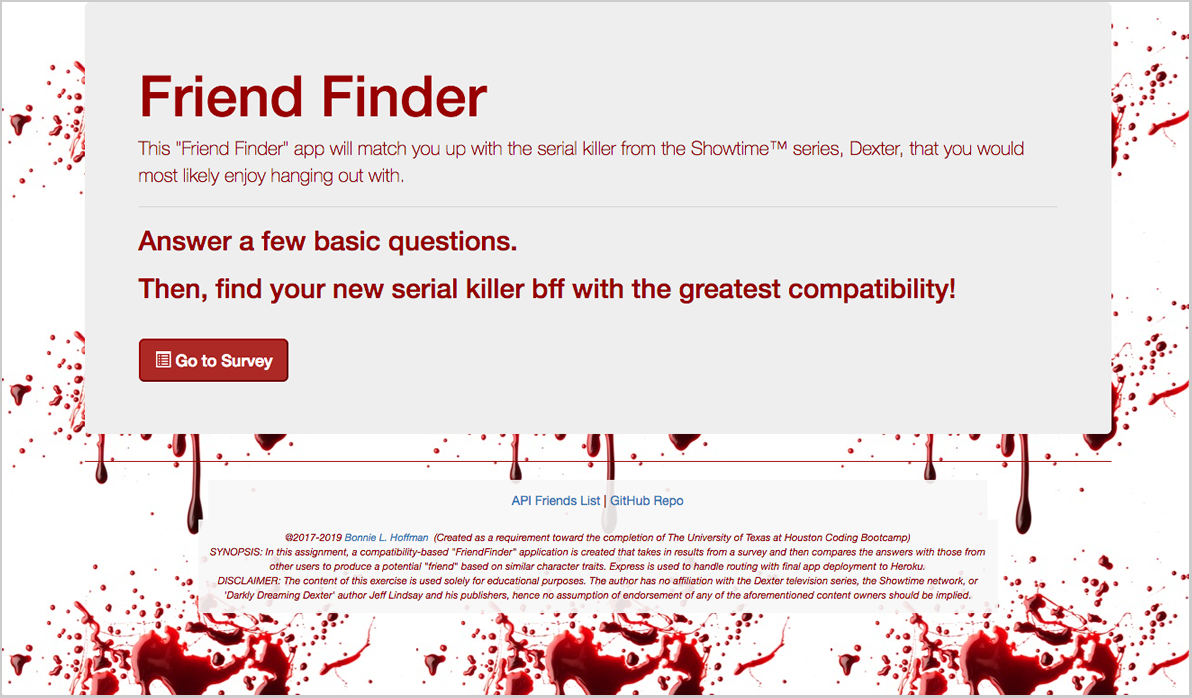 Friend Finder
This "Friend Finder" app will match you up with the serial killer from the Showtime™ series, Dexter, that you would
most likely enjoy hanging out with.
Answer a few basic questions.
Then, find your new serial killer bff with the greatest compatibility!
Go to Survey
API Friends List | GitHub Repo
@2017-2019 Bonnie L. Hoffman (Created as a requirement toward the completion of The University of Texas at Houston Coding Bootcamp)
SYNOPSIS: In this assignment, a compatibility-based "FriendFinder" application is created that takes in results from a survey and then compares the answers with those from
other users to produce a potential "friend" based on similar character traits. Express is used to handle routing with final app deployment to Heroku.
DISCLAIMER: The content of this exercise is used solely for educational purposes. The author has no affiliation with the Dexter television series, the Showtime network, or
'Darkly Dreaming Dexter' author Jeff Lindsay and his publishers, hence no assumption of endorsement of any of the aforementioned content owners should be implied.